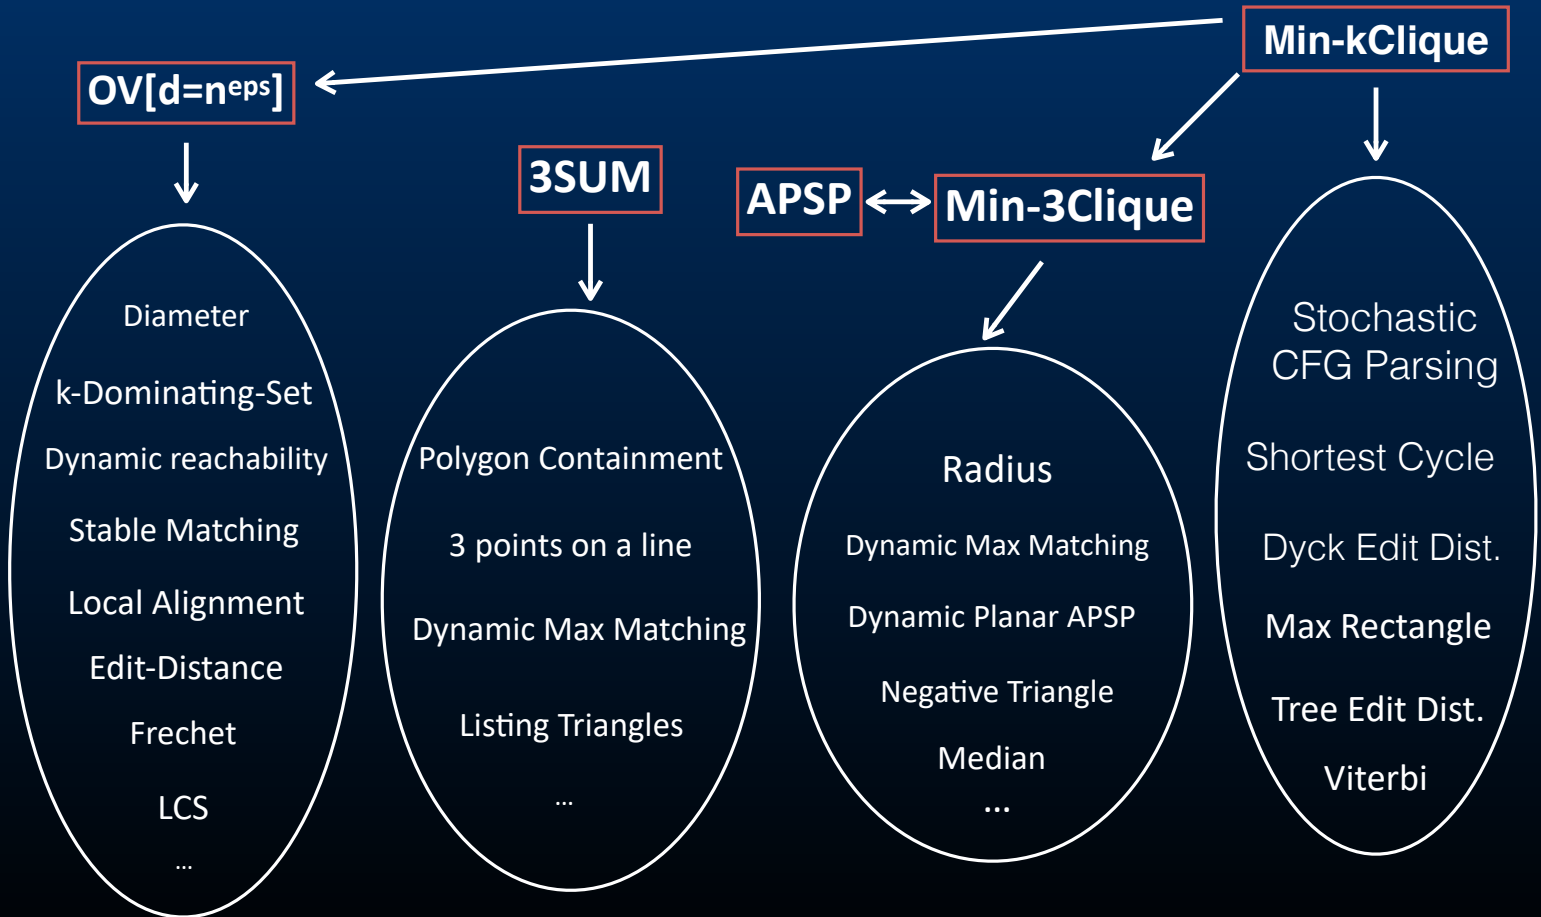 Min-kClique
OV[d=n^eps]
3SUM
APSP
Min-3Clique
Diameter
k-Dominating-Set
Dynamic reachability
Stable Matching
Local Alignment
Edit-Distance
Frechet
LCS
...
Polygon Containment
3 points on a line
Dynamic Max Matching
Listing Triangles
...
Radius
Dynamic Max Matching
Dynamic Planar APSP
Negative Triangle
Median
...
Stochastic
CFG Parsing
Shortest Cycle
Dyck Edit Dist.
Max Rectangle
Tree Edit Dist.
Viterbi